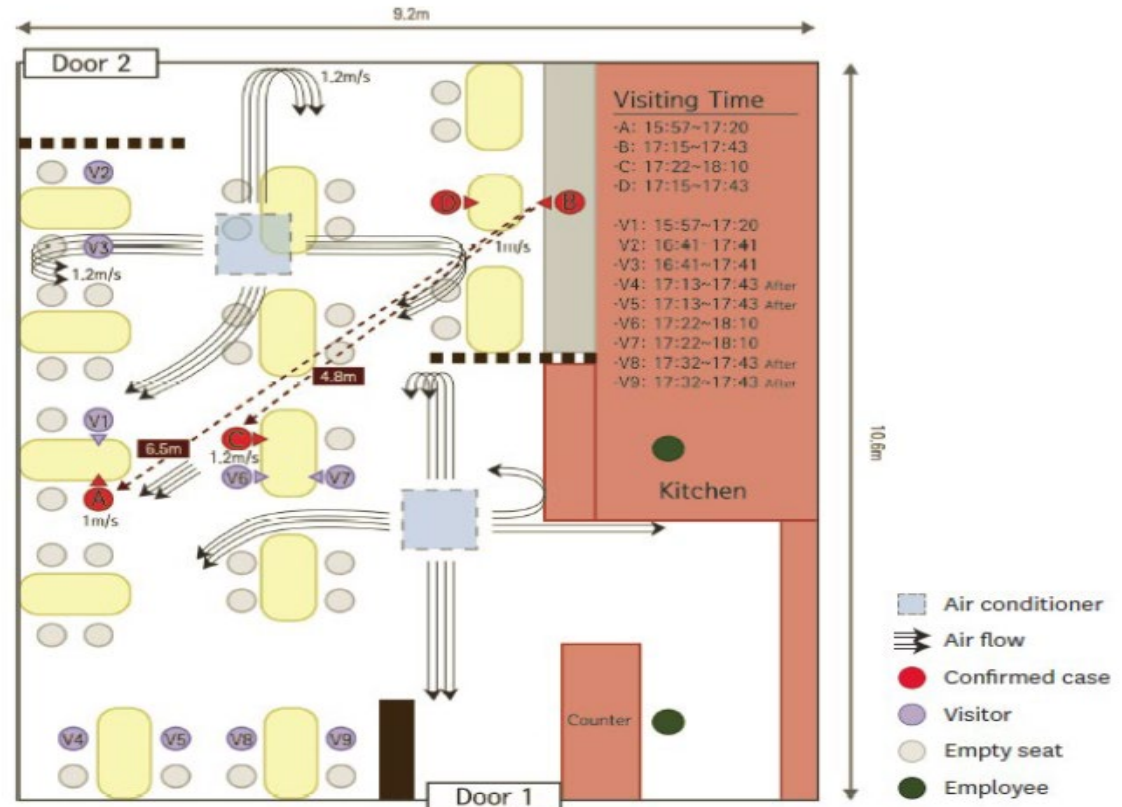 9.2m
Door 2
1.2m/s
Visiting Time
-A: 15:57~17:20
-B: 17:15~17:43
-C: 17:22~18:10
-D: 17:15~17:43
-V1: 15:57~17:20
V2: 16:41-17:41
-V3: 16:41~17:41
-V4: 17:13~17:43 After
-V5: 17:13~17:43 After
-V6: 17:22~18:10
-V7: 17:22~18:10
-V8: 17:32~17:43 After
-V9: 17:32~17:43 After
V2
D
B
V3
1m/s
1.2m/s
4.8m
V1
6.5m
C
1.2m/s
V6
V7
A
1m/s
10.6m
Kitchen
Air conditioner
Air flow
Confirmed case
Visitor
Empty seat
Employee
V4
V5
V8
V9
Counter
Door 1